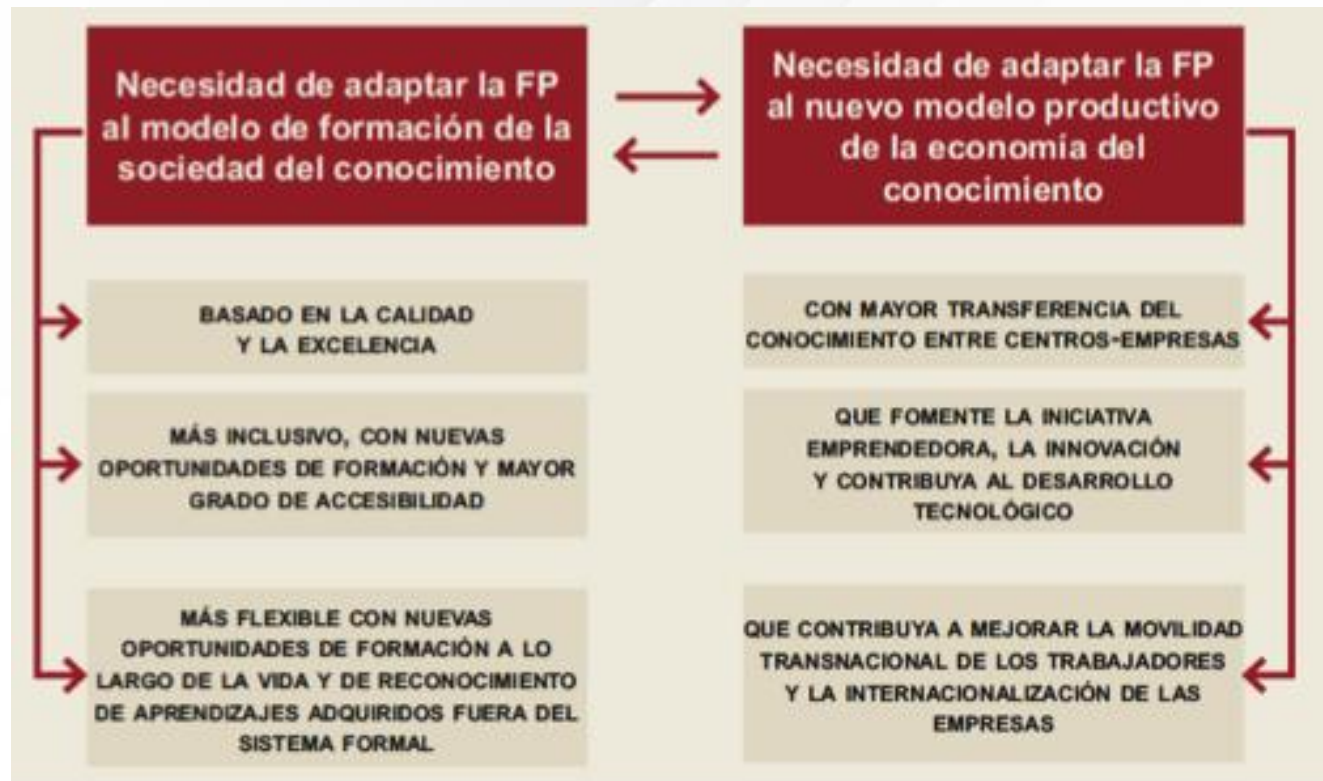 Necesidad de adaptar la FP
al modelo de formación de la
sociedad del conocimiento
BASADO EN LA CALIDAD
Y LA EXCELENCIA
MÁS INCLUSIVO, CON NUEVAS
OPORTUNIDADES DE FORMACIÓN Y MAYOR
GRADO DE ACCESIBILIDAD
MÁS FLEXIBLE CON NUEVAS
OPORTUNIDADES DE FORMACIÓN A LO
LARGO DE LA VIDA Y DE RECONOCIMIENTO
DE APRENDIZAJES ADQUIRIDOS FUERA DEL
SISTEMA FORMAL
Necesidad de adaptar la FP
al nuevo modelo productivo
de la economía del
conocimiento
CON MAYOR TRANSFERENCIA DEL
CONOCIMIENTO ENTRE CENTROS-EMPRESAS
QUE FOMENTE LA INICIATIVA
EMPRENDEDORA, LA INNOVACIÓN
Y CONTRIBUYA AL DESARROLLO
TECNOLÓGICO
QUE CONTRIBUYA A MEJORAR LA MOVILIDAD
TRANSNACIONAL DE LOS TRABAJADORES
Y LA INTERNACIONALIZACIÓN DE LAS
EMPRESAS